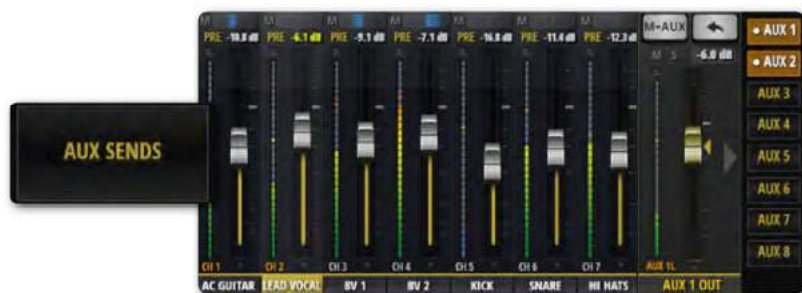 M M M M M M M M→AUX • AUX 1
PRE -10.8 dB PRE -6.1 dB PRE -9.1 dB PRE -7.1 dB PRE -16.8 dB PRE -11.4 dB PRE -12.3 dB M S -6.0 dB • AUX 2
AUX 3
AUX 4
AUX SENDS AUX 5
AUX 6
AUX 7
AUX 8
CH 1 CH 2 CH 3 CH 4 CH 5 CH 6 CH 7 AUX 1L
AC GUITAR LEAD VOCAL BV 1 BV 2 KICK SNARE HI HATS AUX 1 OUT